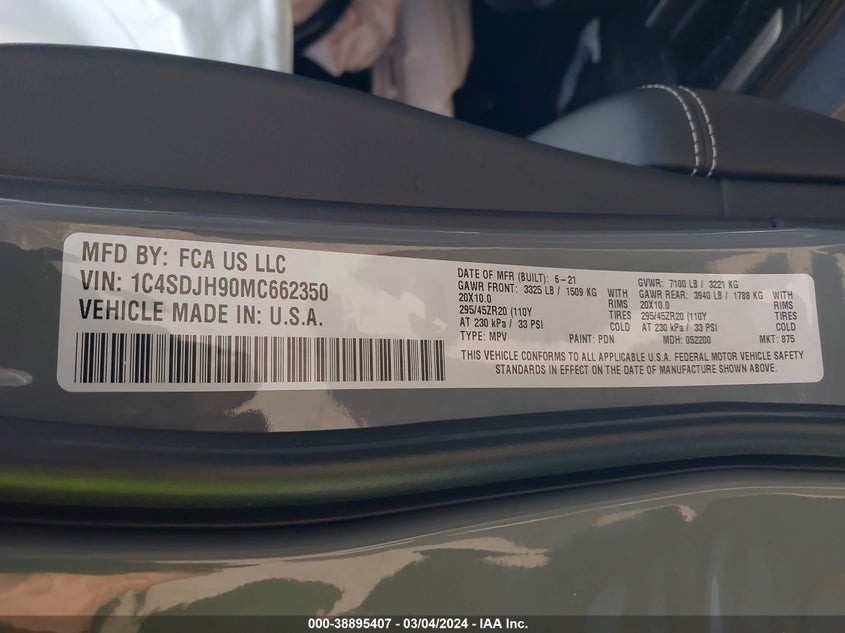 MFD BY: FCA US LLC
VIN: 1C4SDJH90MC662350
VEHICLE MADE IN: U.S.A.
DATE OF MFR (BUILT): 6-21 GVWR: 7100 LB / 3221 KG
GAWR FRONT: 3325 LB / 1509 KG WITH GAWR REAR: 3940 LB / 1788 KG WITH
20X10.0 RIMS 20X10.0 RIMS
295/45ZR20 (110Y TIRES 295/45ZR20 (110Y TIRES
AT 230 kPa / 33 PSI COLD AT 230 kPa / 33 PSI COLD
TYPE: MPV PAINT: PDN MDH: 052200 MKT: 875
THIS VEHICLE CONFORMS TO ALL APPLICABLE U.S.A. FEDERAL MOTOR VEHICLE SAFETY
STANDARDS IN EFFECT ON THE DATE OF MANUFACTURE SHOWN ABOVE.
000-38895407 - 03/04/2024 - IAA Inc.